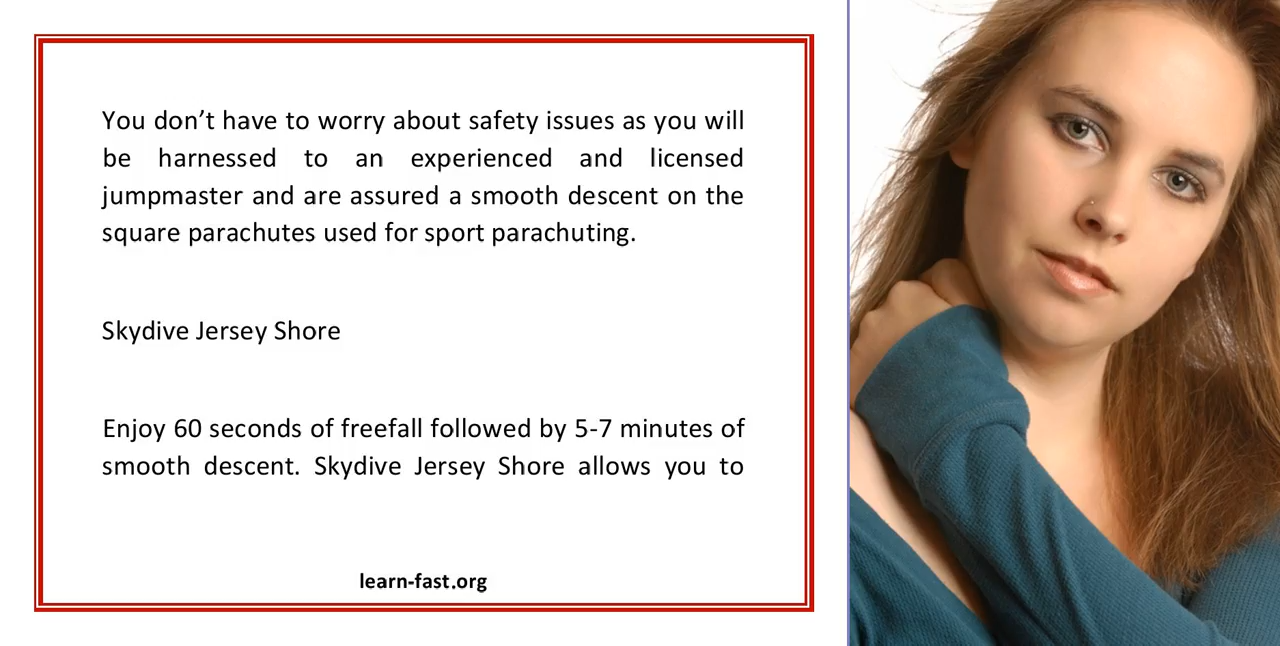 You don’t have to worry about safety issues as you will
be harnessed to an experienced and licensed
jumpmaster and are assured a smooth descent on the
square parachutes used for sport parachuting.
Skydive Jersey Shore
Enjoy 60 seconds of freefall followed by 5-7 minutes of
smooth descent. Skydive Jersey Shore allows you to
learn-fast.org